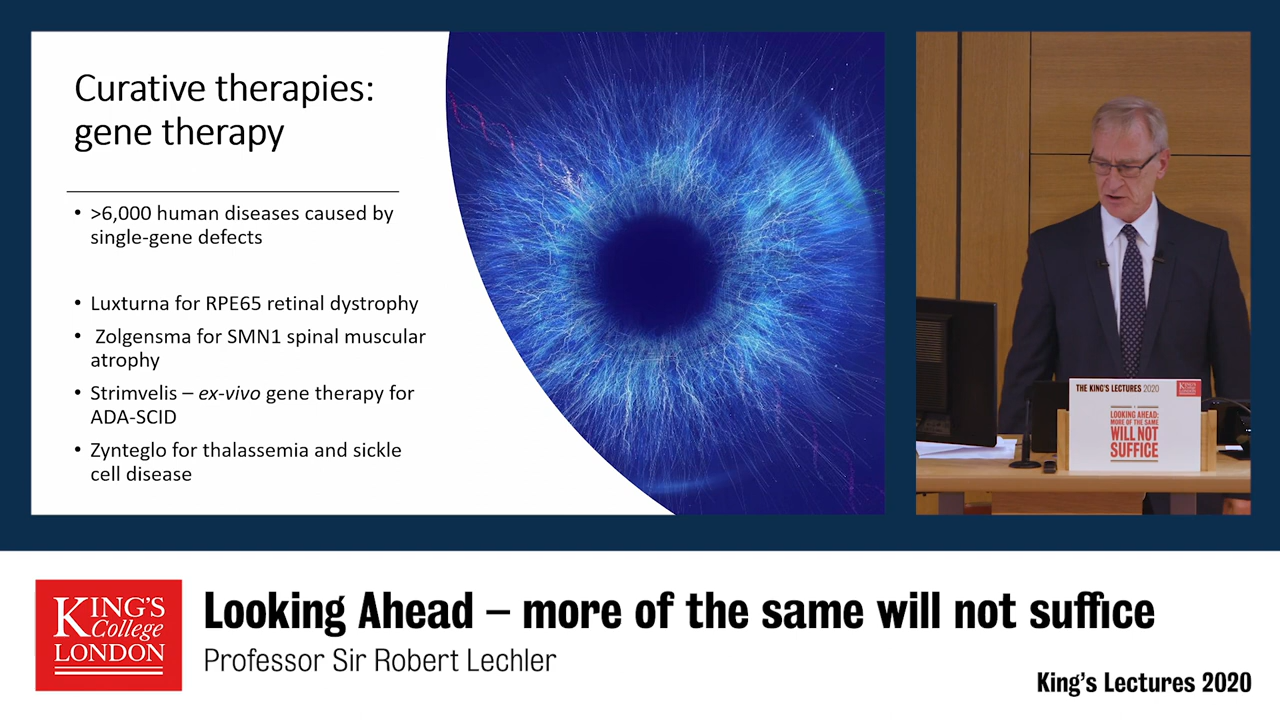 Curative therapies:
gene therapy
• >6,000 human diseases caused by
single-gene defects
• Luxturna for RPE65 retinal dystrophy
• Zolgensma for SMN1 spinal muscular
atrophy
• Strimvelis – ex-vivo gene therapy for
ADA-SCID
• Zynteglo for thalassemia and sickle
cell disease
THE KING'S LECTURES 2020
LOOKING AHEAD:
MORE OF THE SAME
WILL NOT
SUFFICE
KING'S
College
LONDON
Looking Ahead – more of the same will not suffice
Professor Sir Robert Lechler
King's Lectures 2020